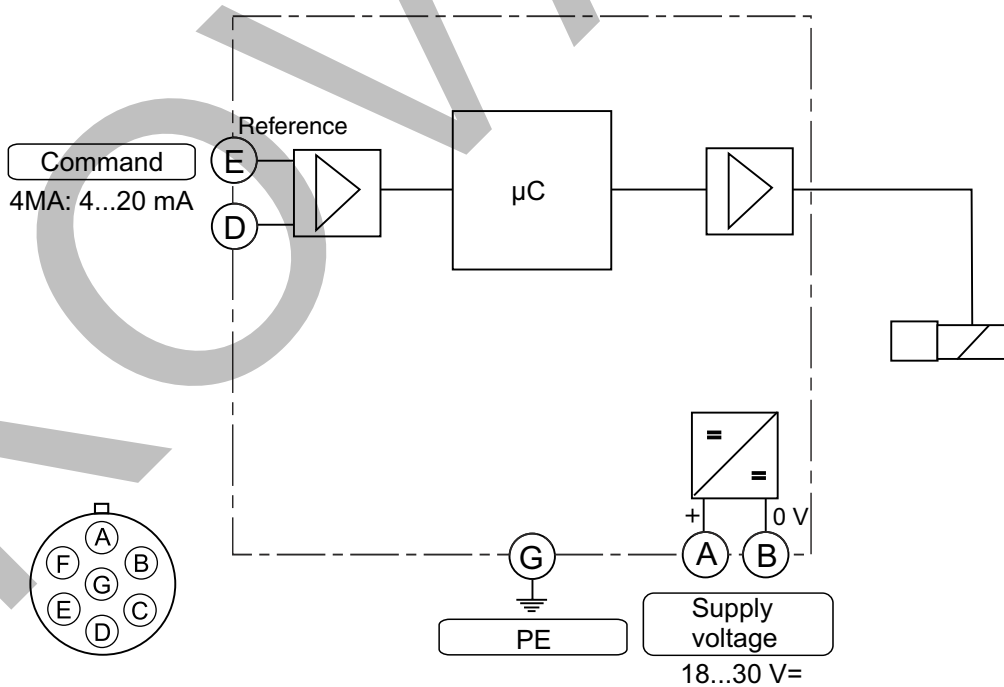 Reference
E
Command
4MA: 4...20 mA
D
µC
=
=
+
0 V
G
A
B
PE
Supply
voltage
18...30 V=
A
F
B
G
E
C
D